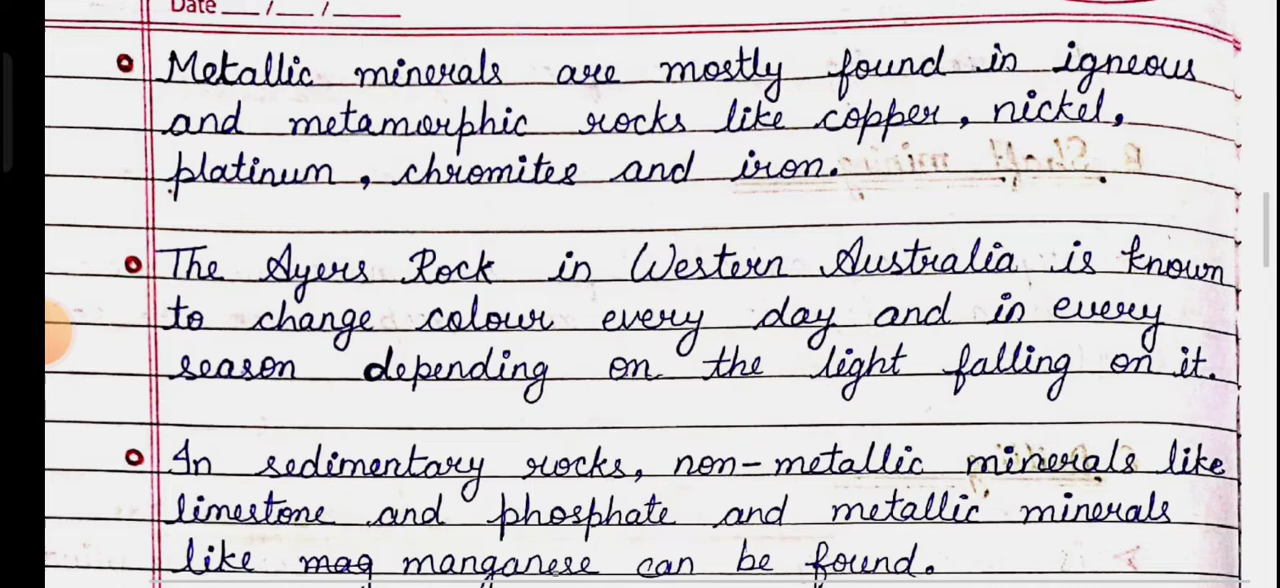 Date __/__/____
Metallic minerals are mostly found in igneous
and metamorphic rocks like copper, nickel,
platinum, chromites and iron.
The Ayers Rock in Western Australia is known
to change colour every day and in every
season depending on the light falling on it.
In sedimentary rocks, non-metallic minerals like
limestone and phosphate and metallic minerals
like mag manganese can be found.